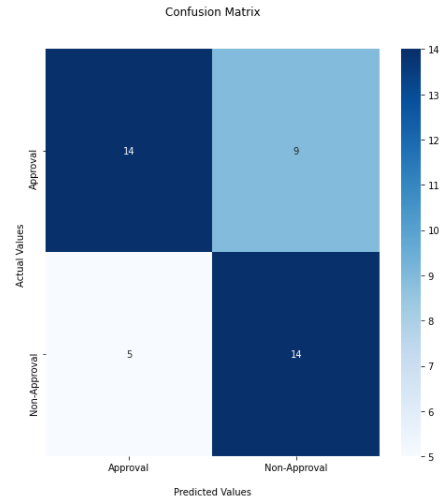 Confusion Matrix
Actual Values
Approval
Non-Approval
14
9
5
14
Approval
Non-Approval
Predicted Values
14
13
12
11
10
9
8
7
6
5